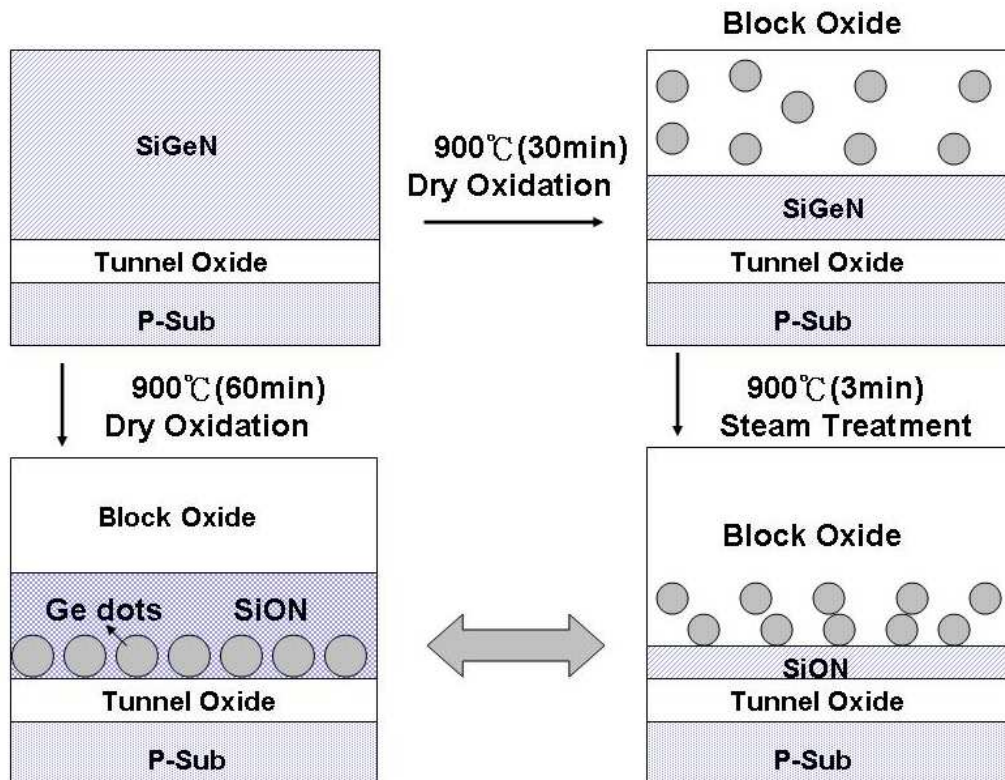 SiGeN
Tunnel Oxide
P-Sub
900℃(30min)
Dry Oxidation
Block Oxide
SiGeN
Tunnel Oxide
P-Sub
900℃(60min)
Dry Oxidation
900℃(3min)
Steam Treatment
Block Oxide
Ge dots SiON
Tunnel Oxide
P-Sub
Block Oxide
SiON
Tunnel Oxide
P-Sub